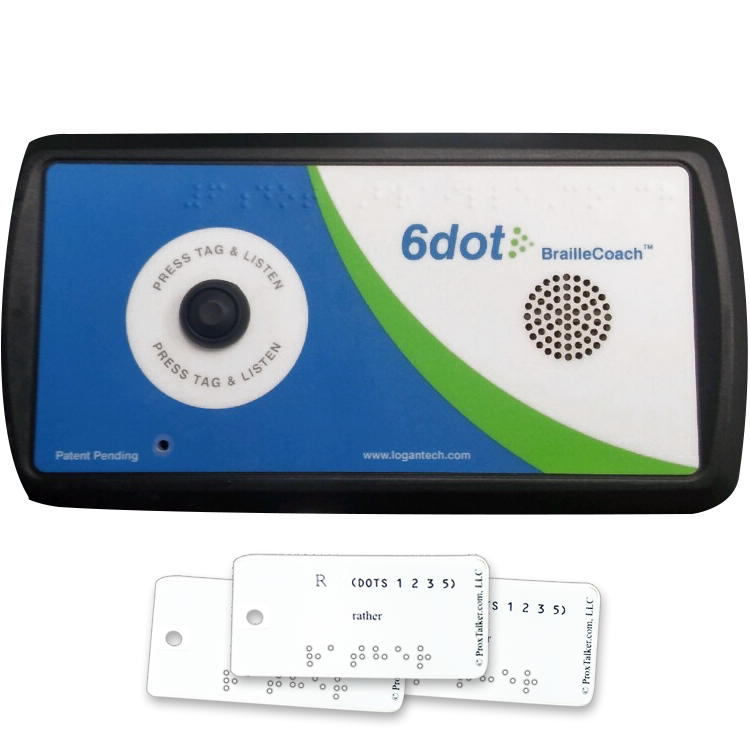 PRESS TAG & LISTEN
PRESS TAG & LISTEN
6dot
BrailleCoach™
Patent Pending
www.logantech.com
R (DOTS 1 2 3 5)
rather
© ProxTalker.com, LLC
S 1 2 3 5)
© ProxTalker.com, LLC
© Pro